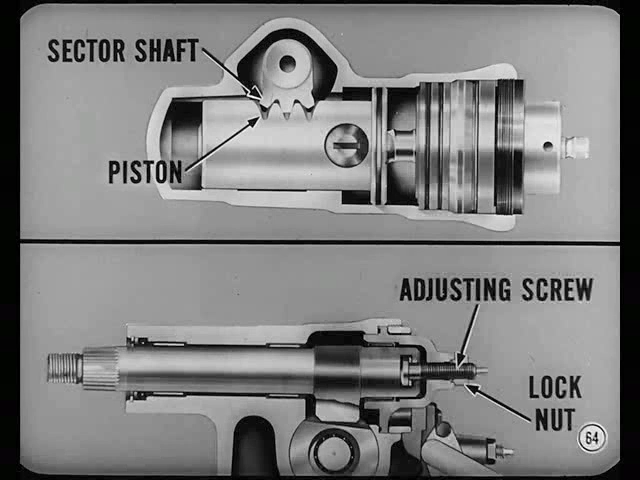 SECTOR SHAFT
PISTON
ADJUSTING SCREW
LOCK
NUT
64